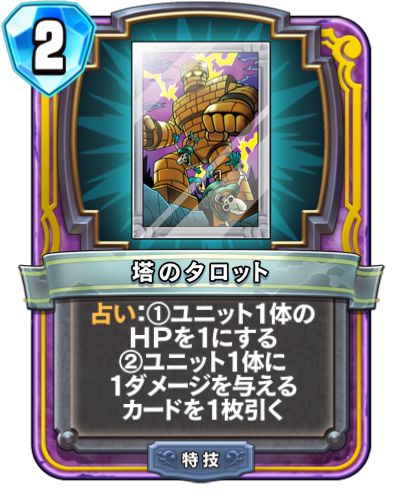 2
塔のタロット
占い:①ユニット1体の
HPを1にする
②ユニット1体に
1ダメージを与える
カードを1枚引く
特技